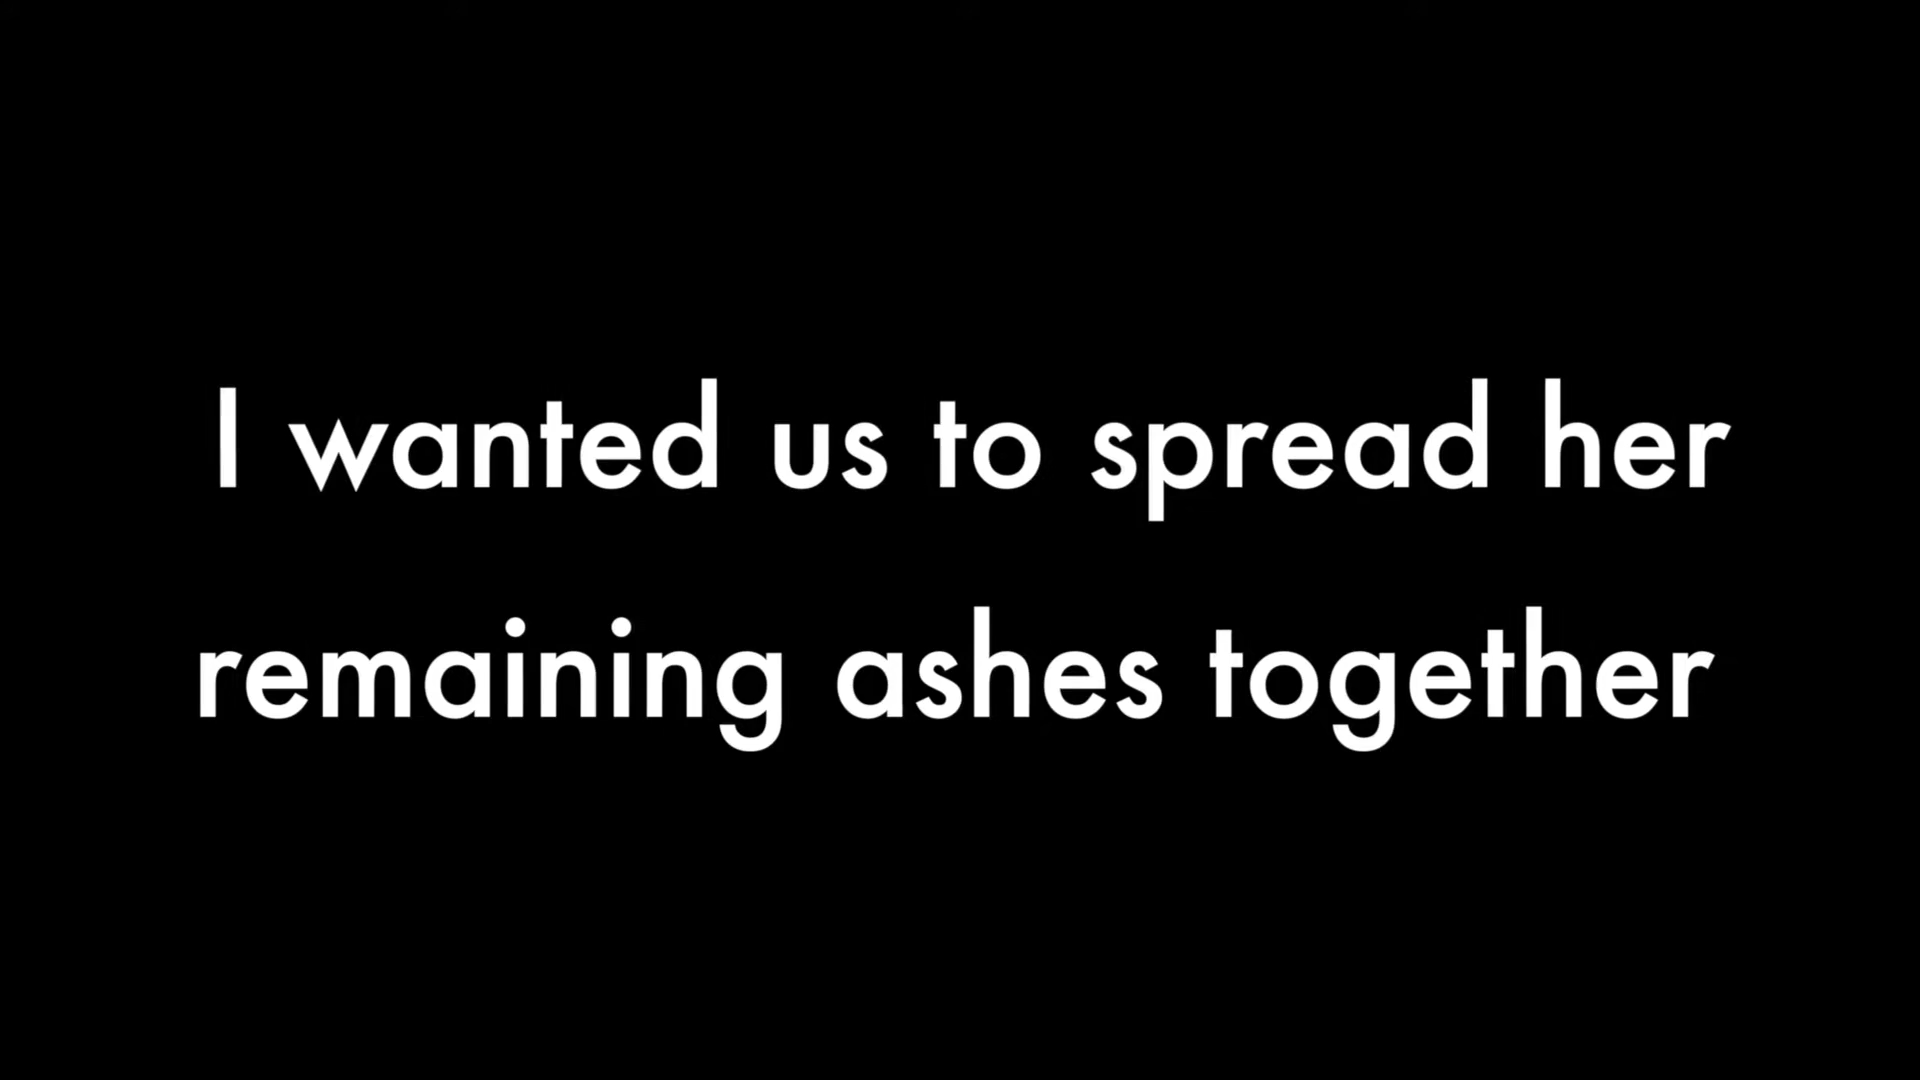 I wanted us to spread her
remaining ashes together